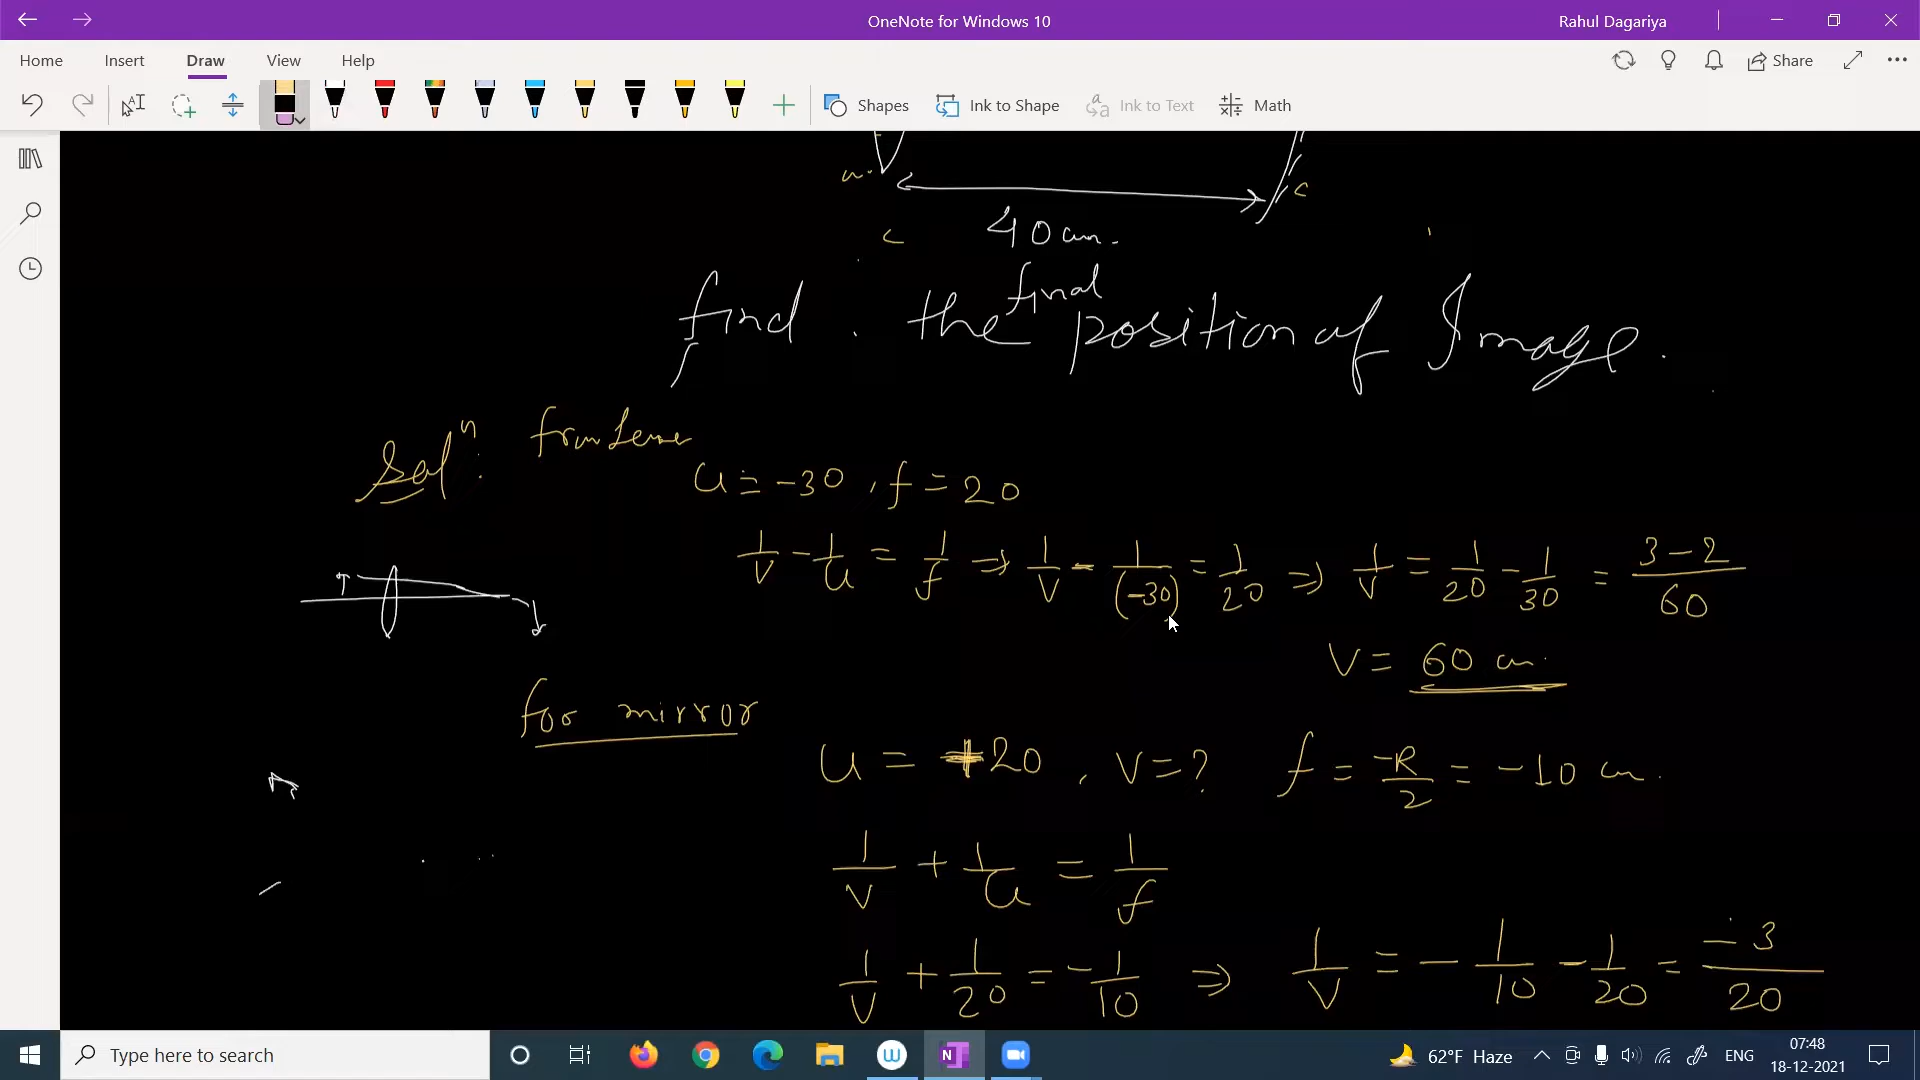 OneNote for Windows 10
Rahul Dagariya
Home Insert Draw View Help
Share
Shapes Ink to Shape Ink to Text Math
c
40 cm.
c
final
find . the position of Image.
Solⁿ:
u = -30 , f = 20
1/v - 1/u = 1/f ⇒ 1/v - 1/(-30) = 1/20 ⇒ 1/v = 1/20 - 1/30 = 3-2/60
V = 60 cm.
for mirror
u = +20 , v = ? f = -R/2 = -10 cm.
1/v + 1/u = 1/f
1/v + 1/20 = -1/10 ⇒ 1/v = -1/10 - 1/20 = -3/20
Type here to search
62°F Haze
ENG
07:48
18-12-2021